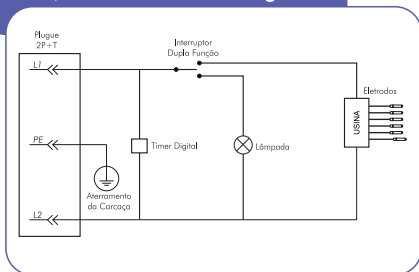 Plugue
2P+T
L1
PE
L2
Aterramento
da Carcaça
Timer Digital
Interruptor
Dupla Função
Lâmpada
Eletrodos
USINA